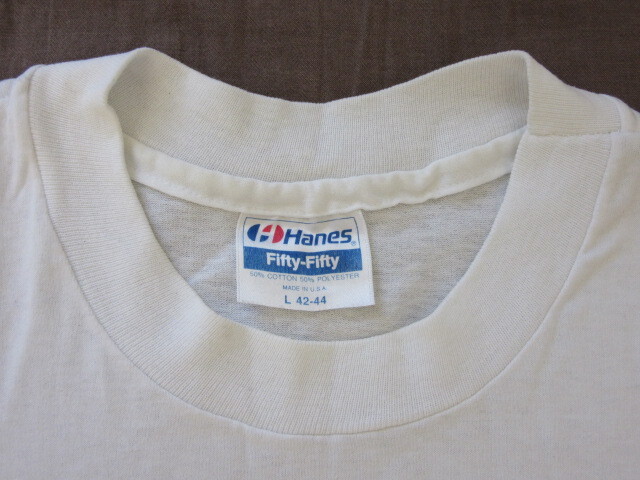 Hanes®
Fifty-Fifty
50% COTTON 50% POLYESTER
MADE IN U.S.A.
L 42-44